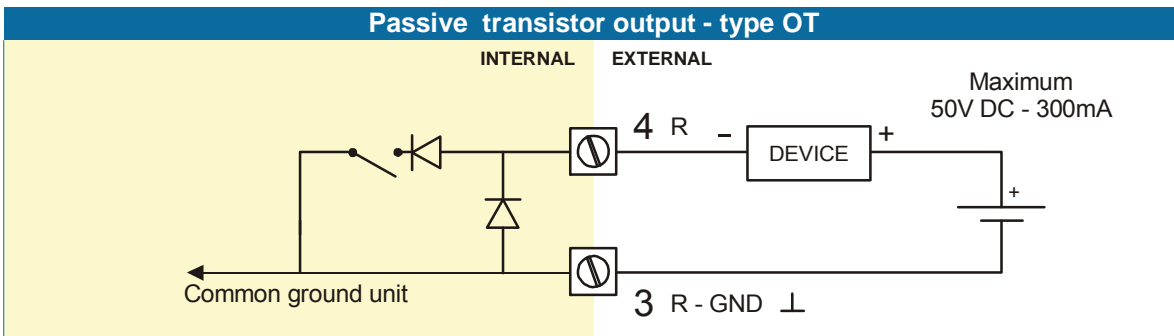 Passive transistor output - type OT
INTERNAL EXTERNAL
Maximum
50V DC - 300mA
4 R - DEVICE +
+
Common ground unit
3 R - GND ⊥